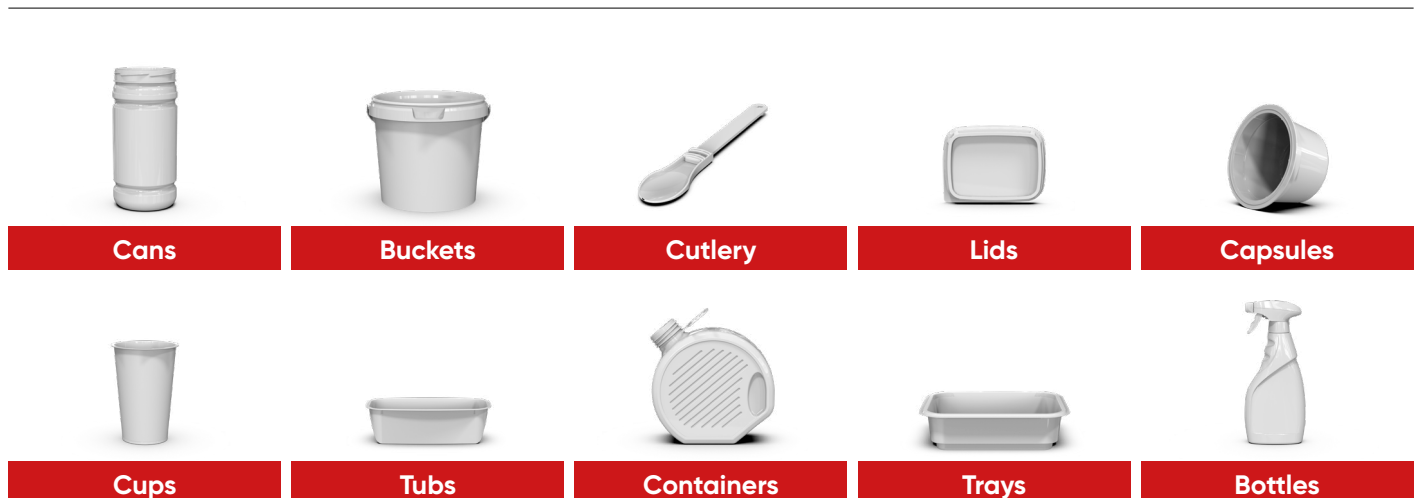 Cans
Buckets
Cutlery
Lids
Capsules
Cups
Tubs
Containers
Trays
Bottles